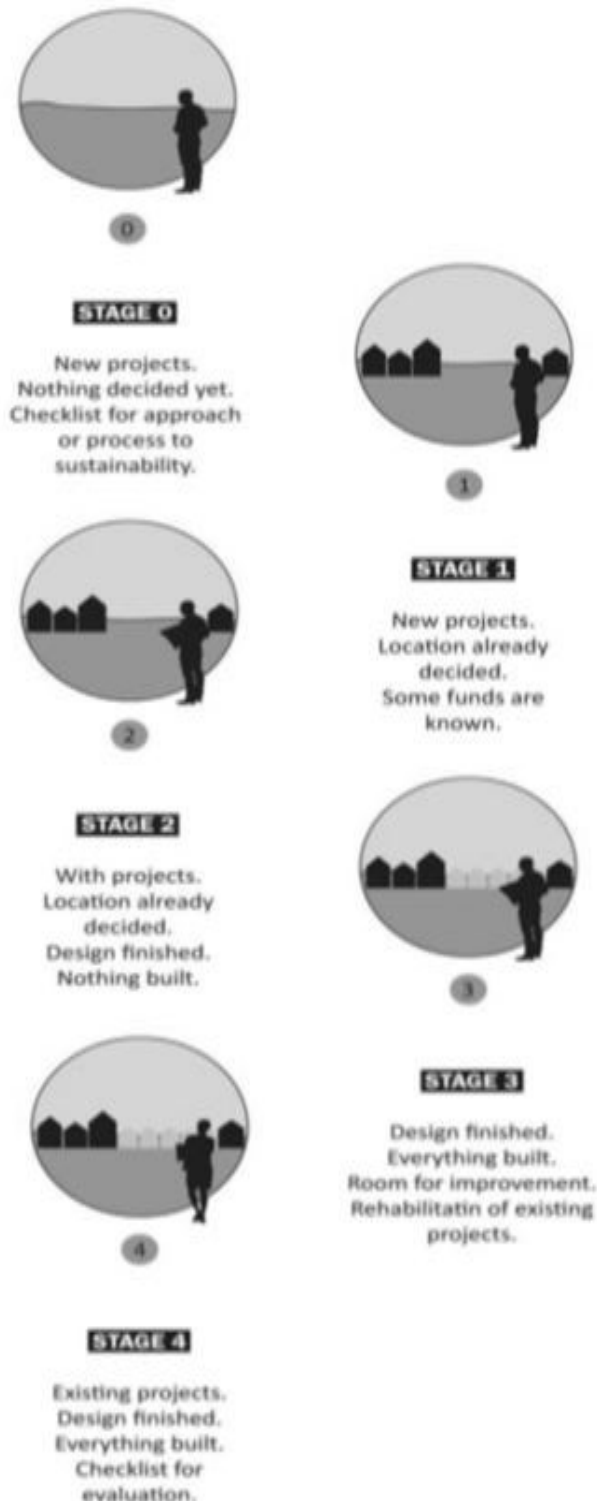 0
STAGE 0
New projects.
Nothing decided yet.
Checklist for approach
or process to
sustainability.
1
STAGE 1
New projects.
Location already
decided.
Some funds are
known.
2
STAGE 2
With projects.
Location already
decided.
Design finished.
Nothing built.
3
STAGE 3
Design finished.
Everything built.
Room for improvement.
Rehabilitatin of existing
projects.
4
STAGE 4
Existing projects.
Design finished.
Everything built.
Checklist for
evaluation.